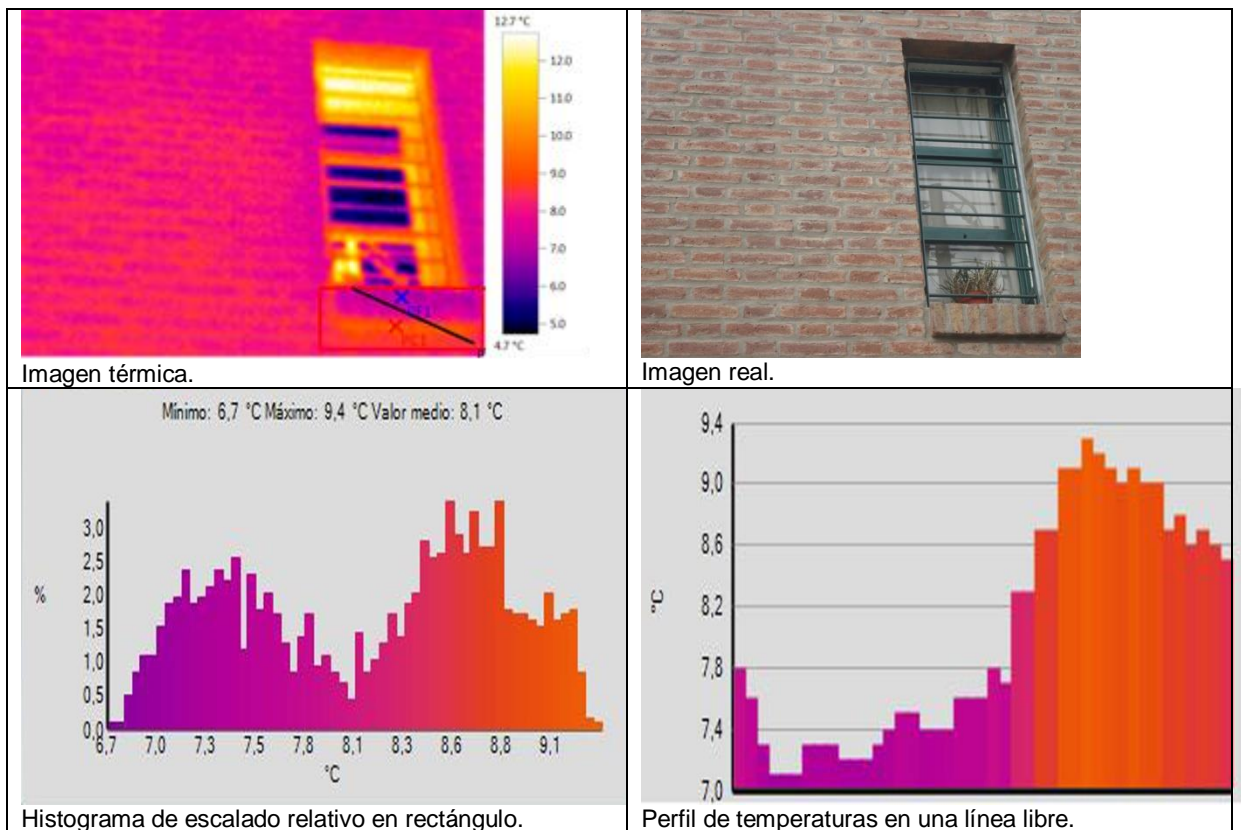 12.7 °C
12.0
11.0
10.0
9.0
8.0
7.0
6.0
5.0
4.7 °C
PC1
Imagen térmica.
Imagen real.
Mínimo: 6,7 °C Máximo: 9,4 °C Valor medio: 8,1 °C
3,0
2,5
2,0
%
1,5
1,0
0,5
0,0
6,7 7,0 7,3 7,5 7,8 8,1 8,3 8,6 8,8 9,1
°C
Histograma de escalado relativo en rectángulo.
9,4
9,0
8,6
°C
8,2
7,8
7,4
7,0
Perfil de temperaturas en una línea libre.